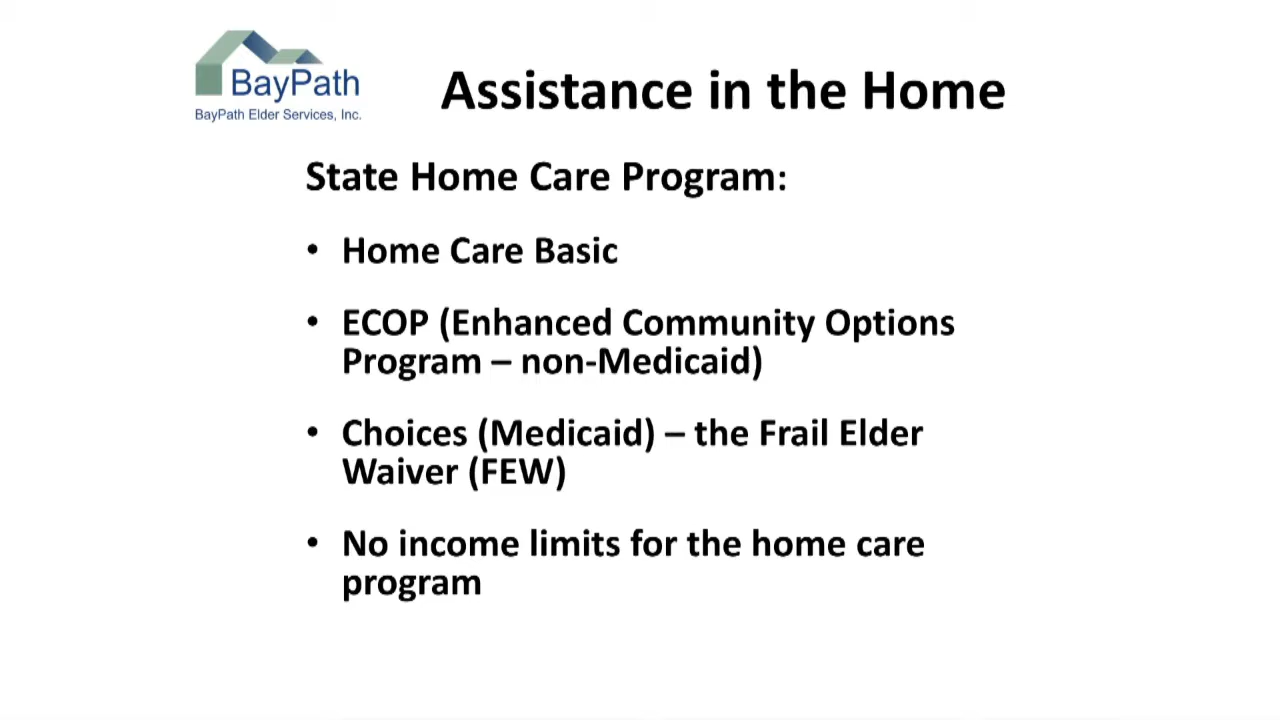 BayPath
BayPath Elder Services, Inc.
Assistance in the Home
State Home Care Program:
• Home Care Basic
• ECOP (Enhanced Community Options
Program – non-Medicaid)
• Choices (Medicaid) – the Frail Elder
Waiver (FEW)
• No income limits for the home care
program